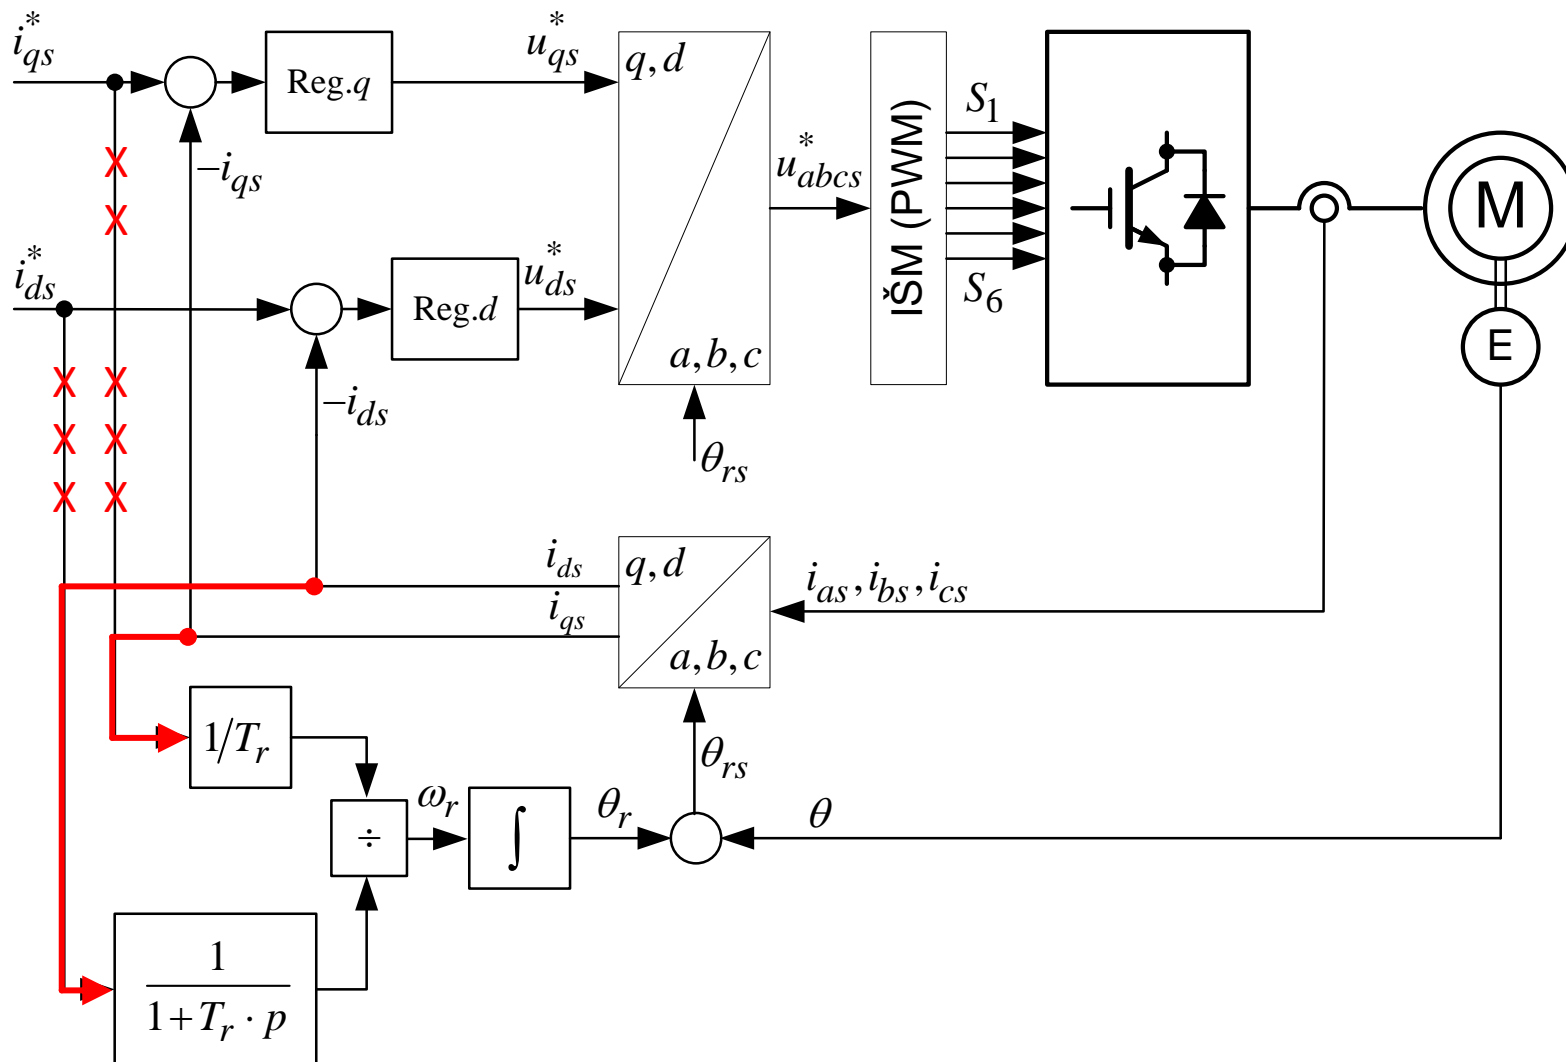 i*qs
Reg.q
u*qs
q,d
-iqs
u*abcs
IŠM (PWM)
S1
S6
M
E
i*ds
Reg.d
u*ds
a,b,c
-ids
θrs
X
X
X
X
X
X
X
X
ids
iqs
q,d
a,b,c
ias,ibs,ics
1/Tr
θrs
÷
ωr
∫
θr
θ
1
1+Tr·p